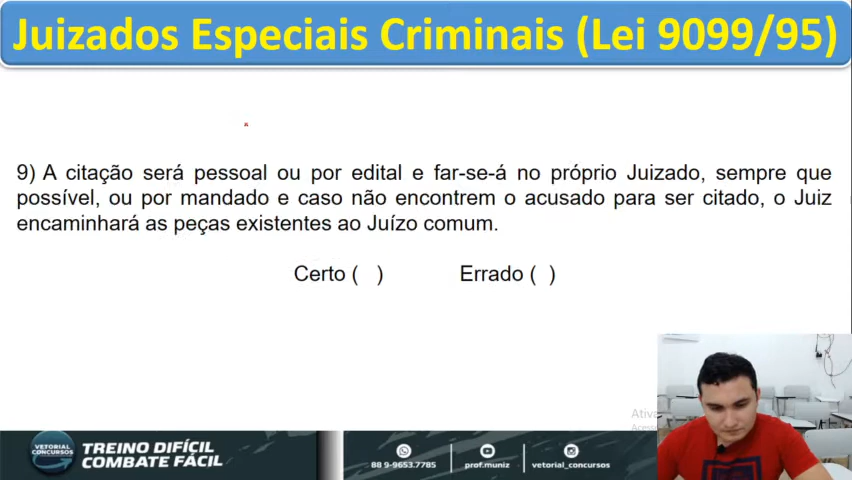 Juizados Especiais Criminais (Lei 9099/95)
9) A citação será pessoal ou por edital e far-se-á no próprio Juizado, sempre que
possível, ou por mandado e caso não encontrem o acusado para ser citado, o Juiz
encaminhará as peças existentes ao Juízo comum.
Certo (   )   Errado (  )
VETORIAL
CONCURSOS
TREINO DIFÍCIL
COMBATE FÁCIL
88 9-9653.7785
prof.muniz
vetorial_concursos